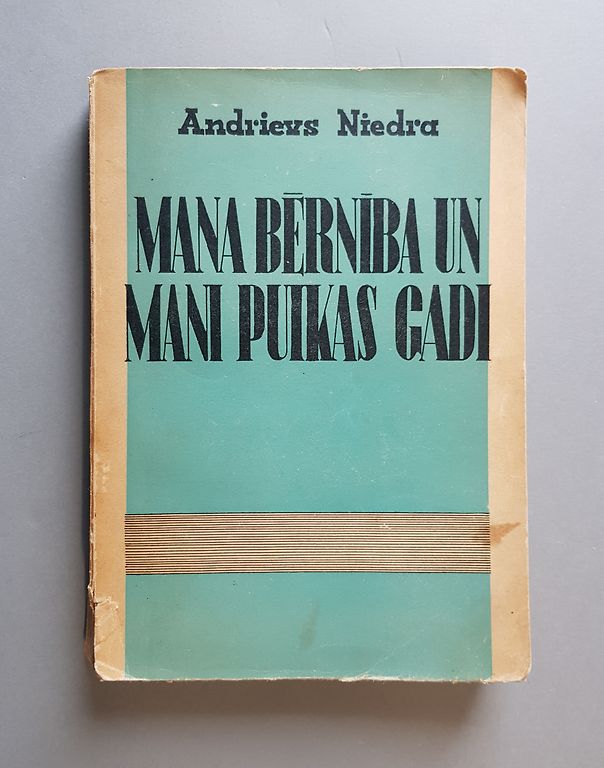 Andrievs Niedra
MANA BĒRNĪBA UN
MANI PUIKAS GADI